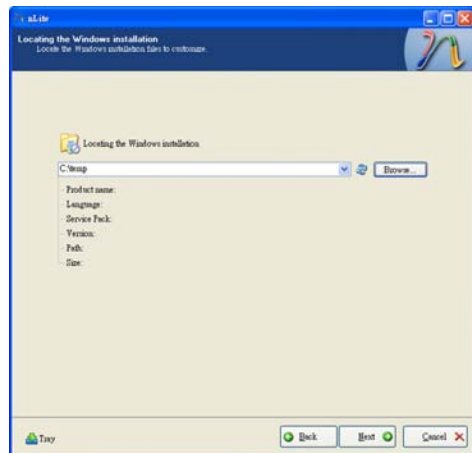 nLite
Locating the Windows installation
Locate the Windows installation files to customize.
Locating the Windows installation
C:\temp
Browse...
Product name:
Language:
Service Pack:
Version:
Path:
Size:
Tray
Back
Next
Cancel